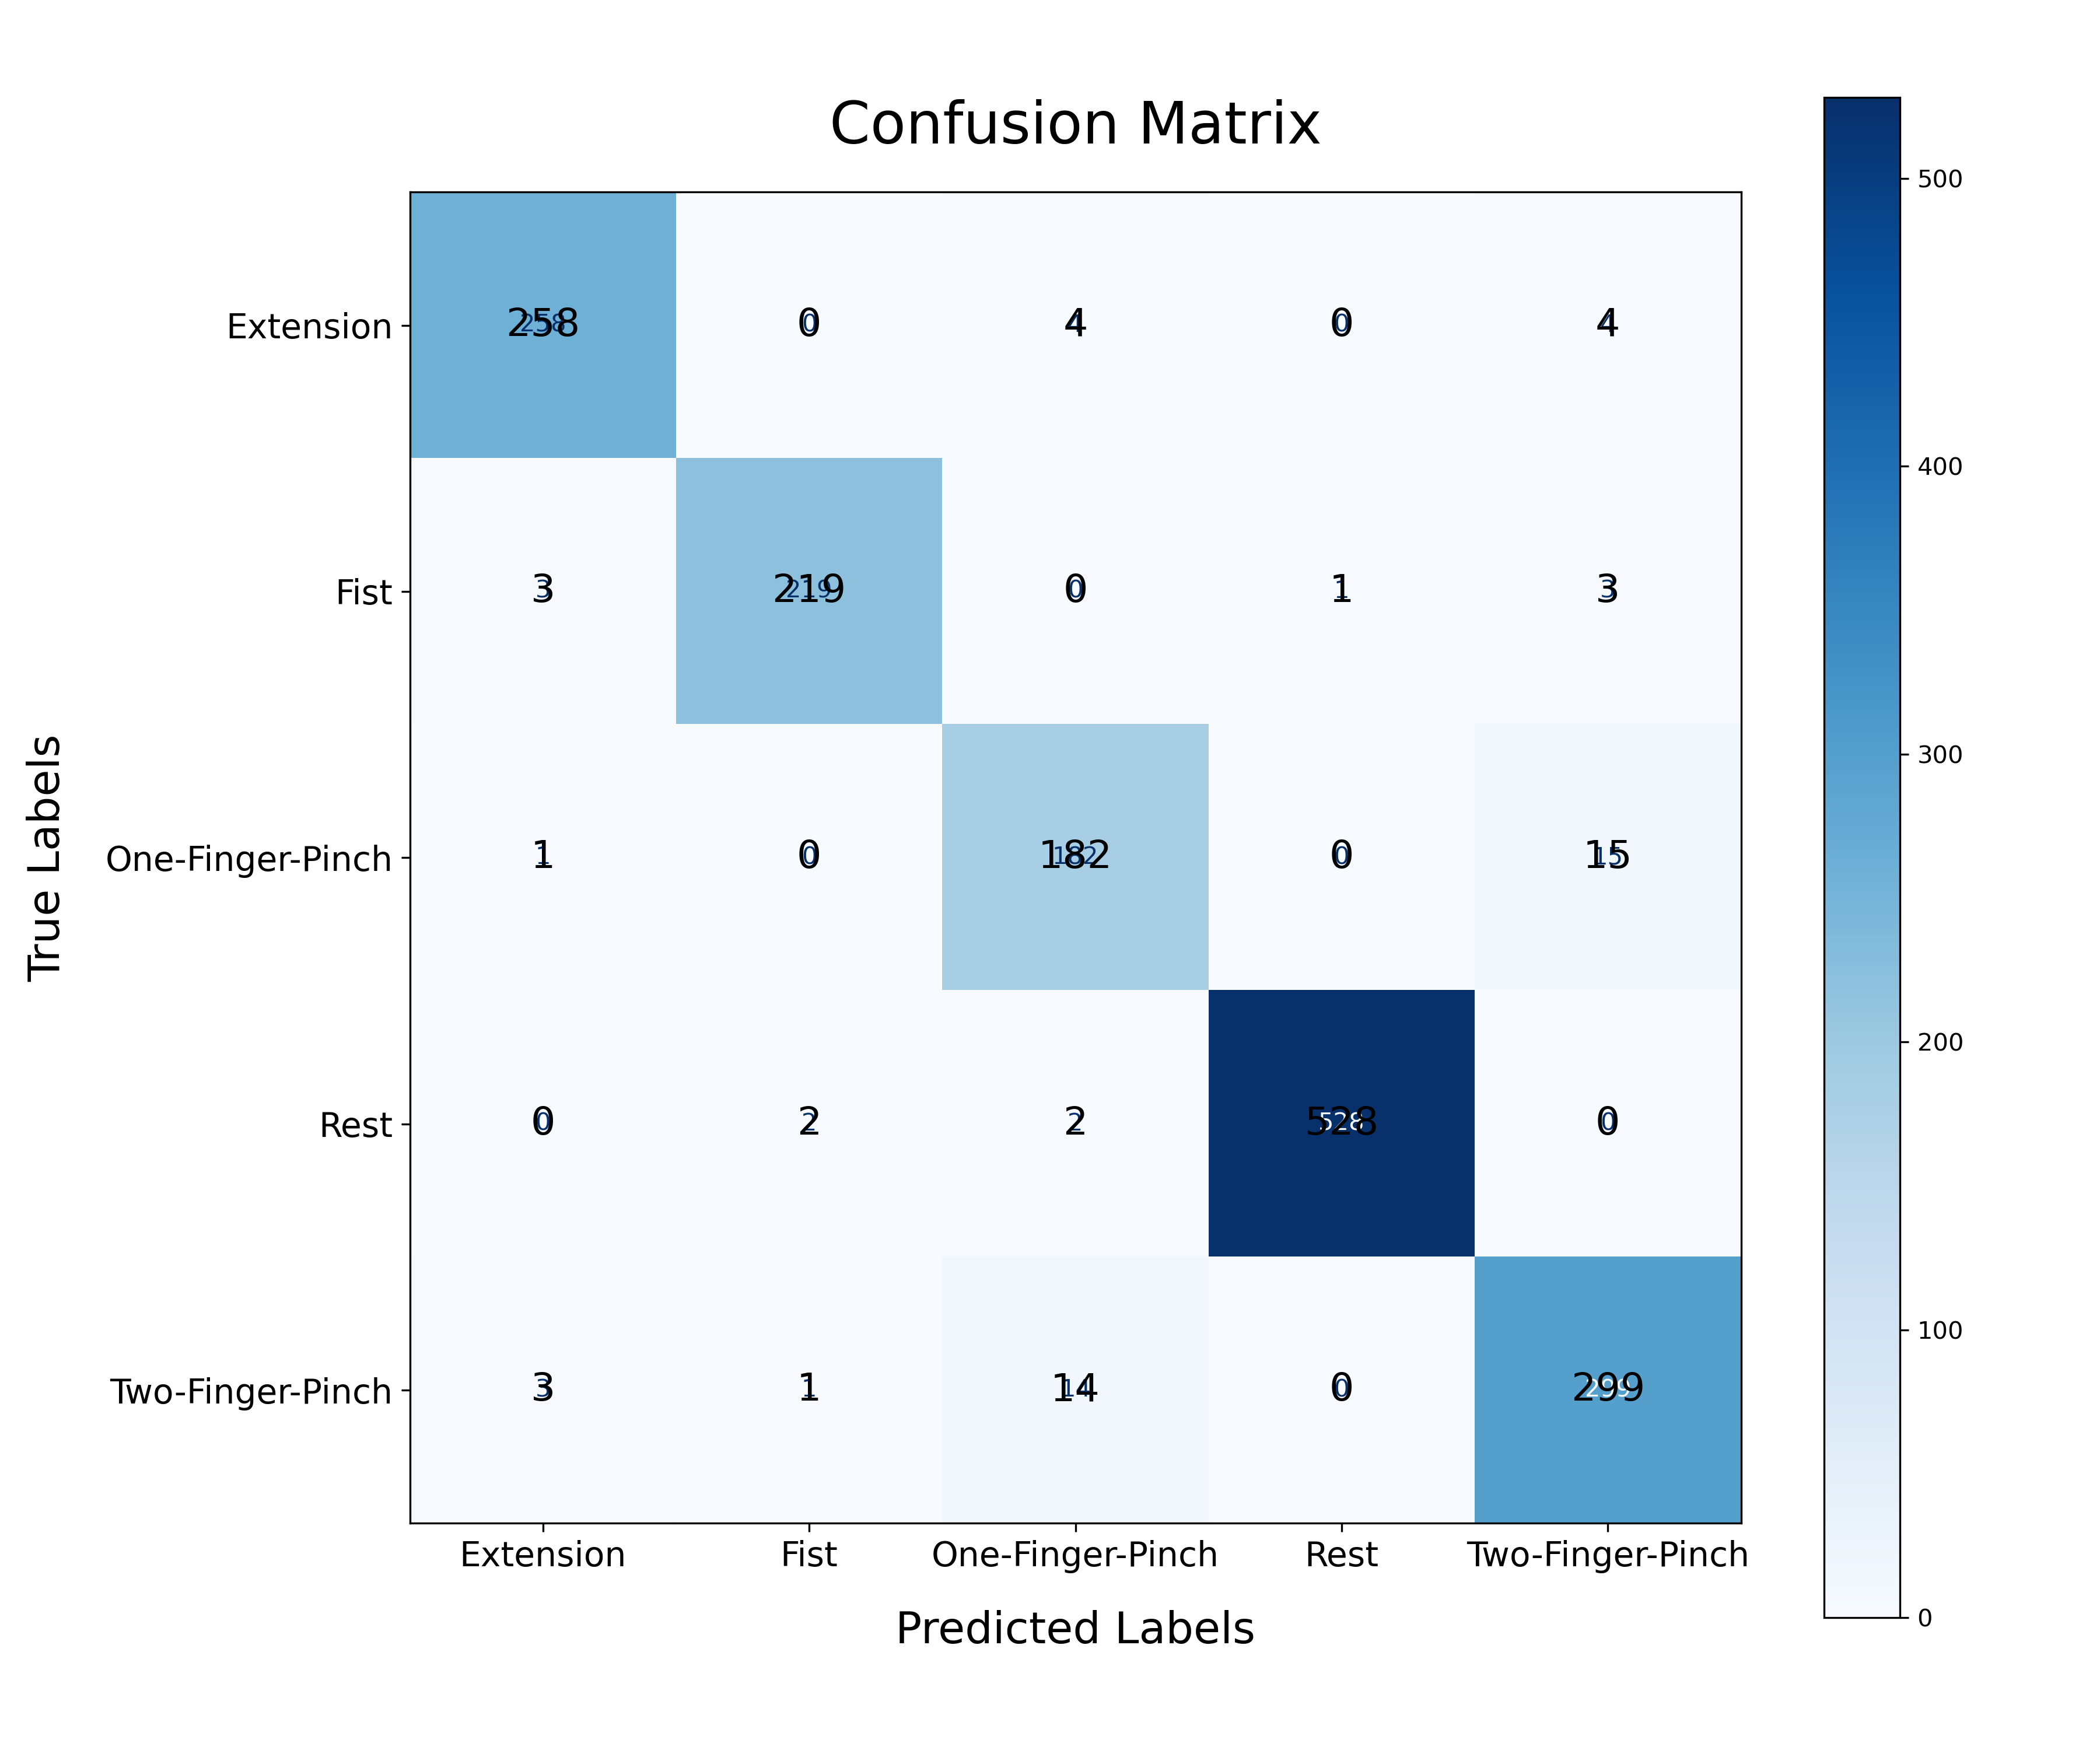 Confusion Matrix
Extension 258 0 4 0 4
Fist 3 219 0 1 3
One-Finger-Pinch 1 0 182 0 15
Rest 0 2 2 528 0
Two-Finger-Pinch 3 1 14 0 299
Extension Fist One-Finger-Pinch Rest Two-Finger-Pinch
Predicted Labels
True Labels
500
400
300
200
100
0